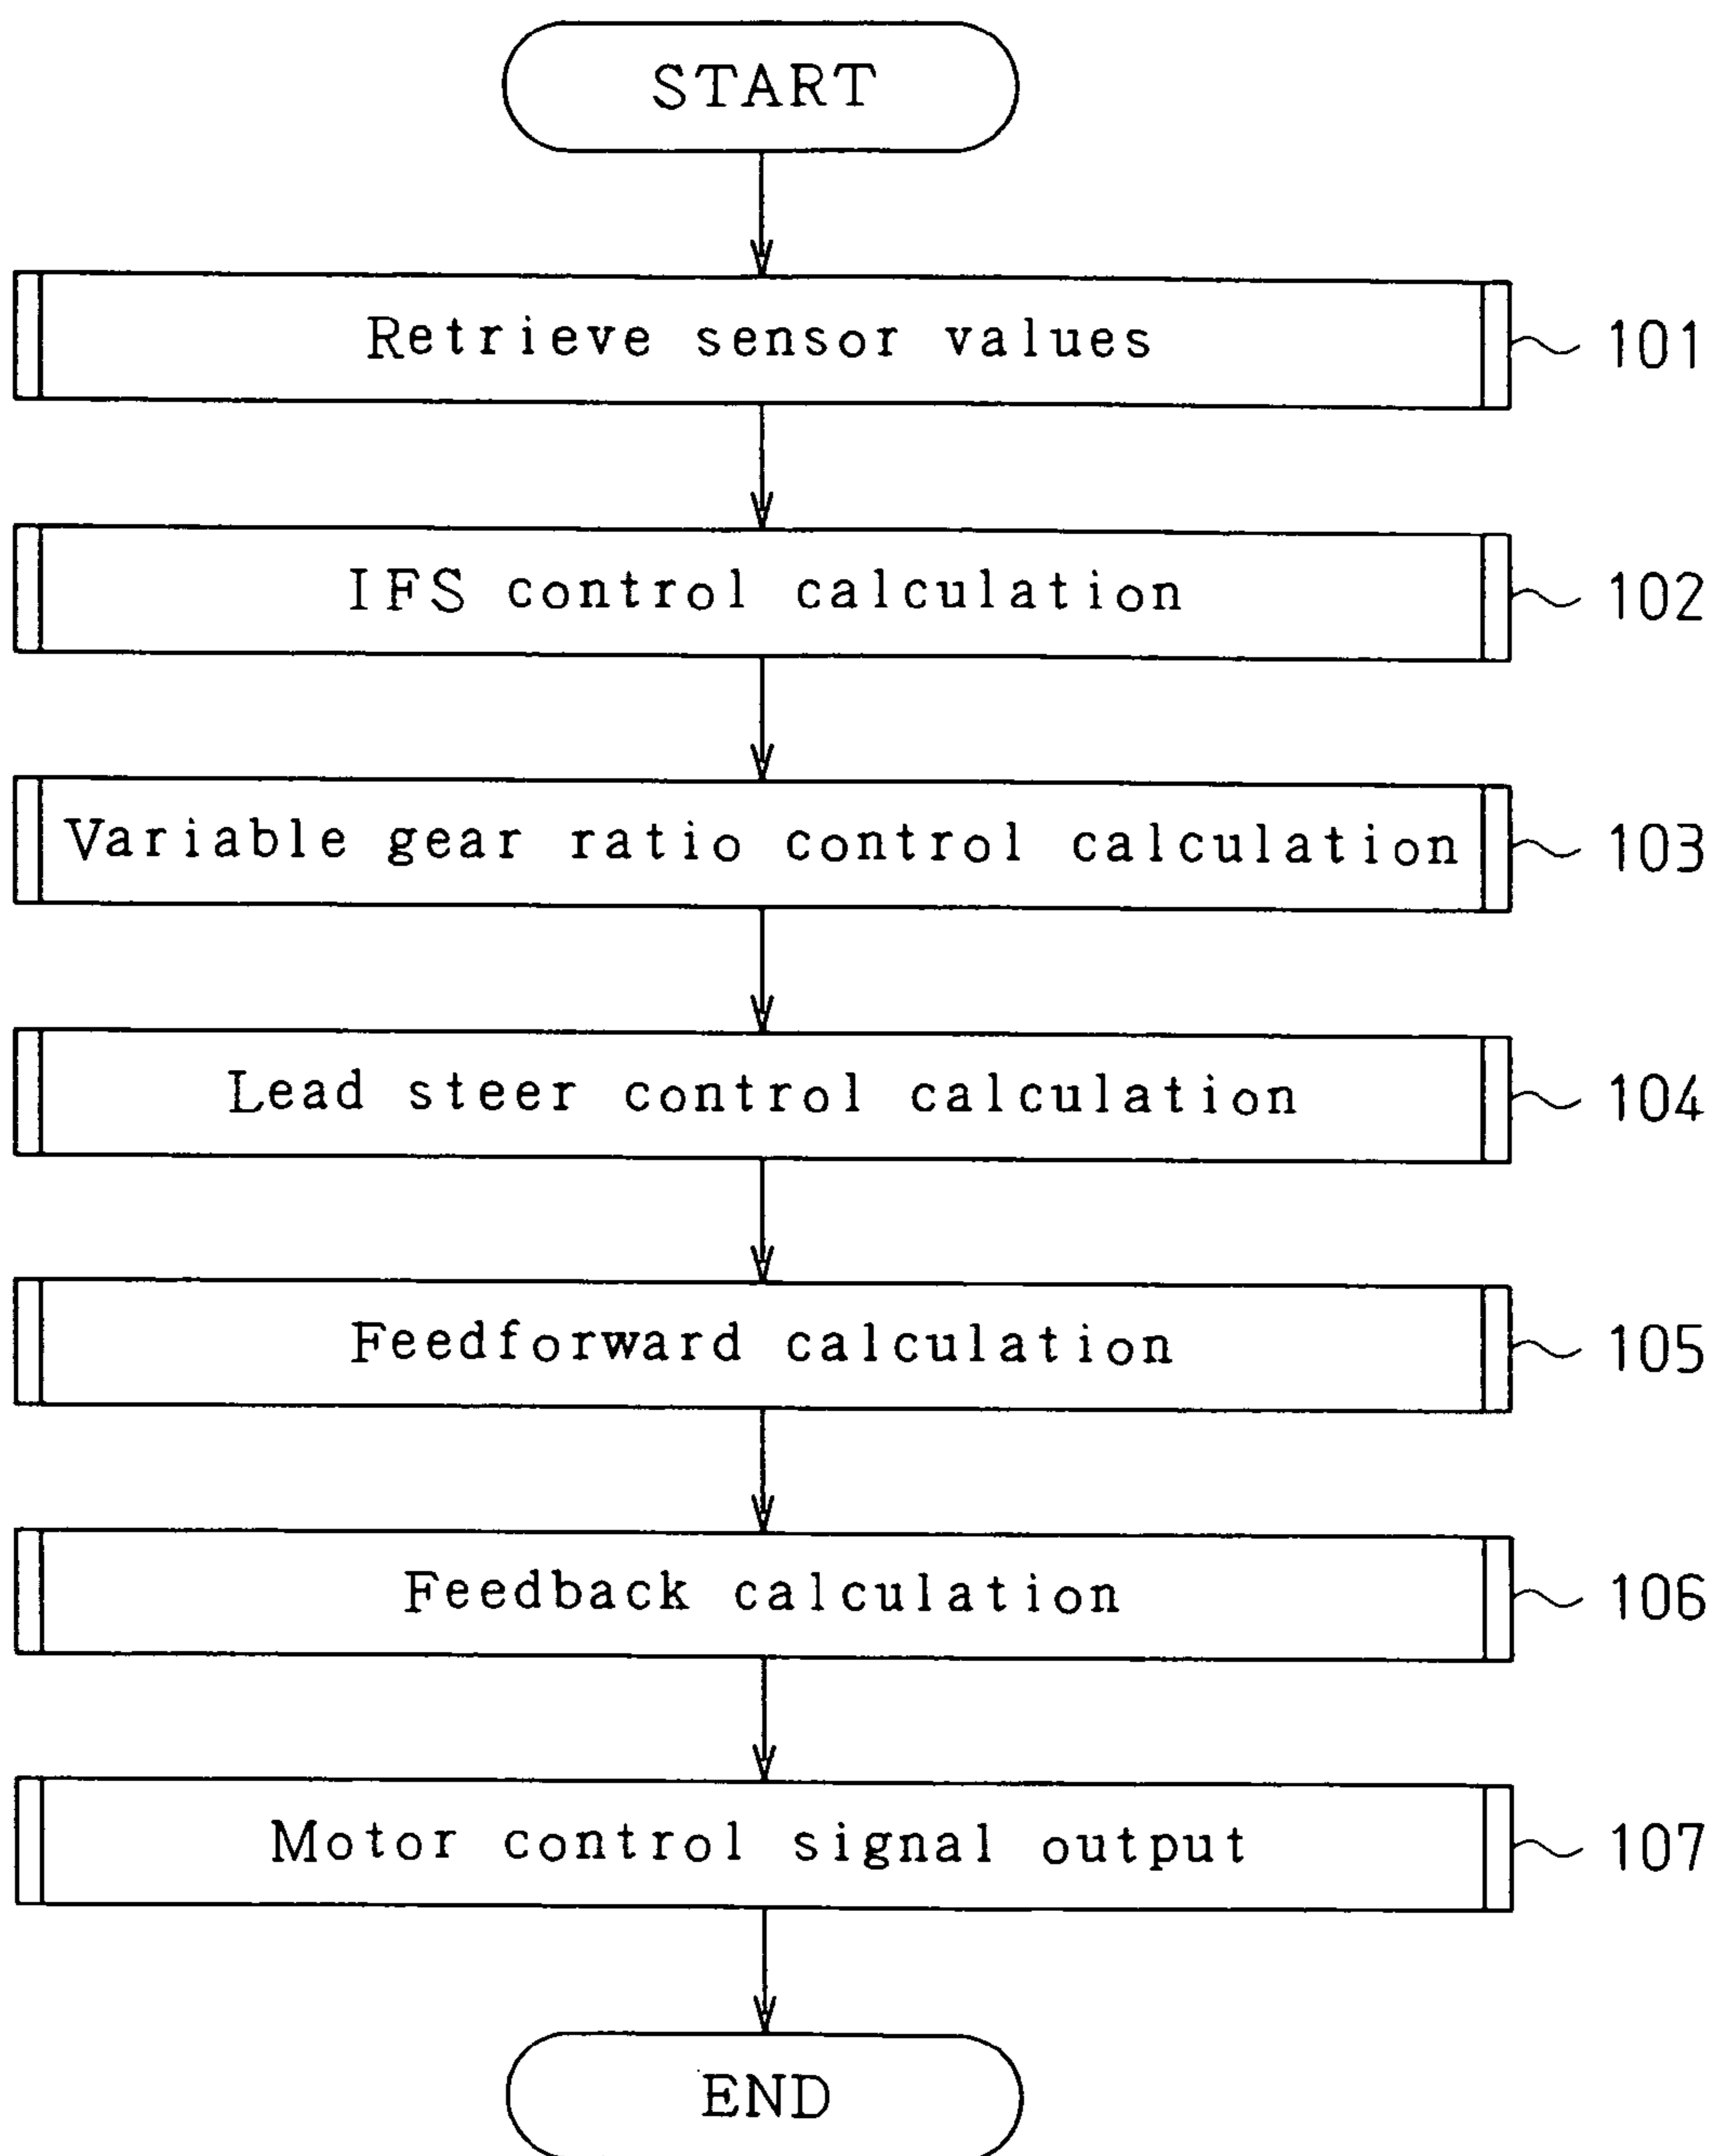 START
Retrieve sensor values 101
IFS control calculation 102
Variable gear ratio control calculation 103
Lead steer control calculation 104
Feedforward calculation 105
Feedback calculation 106
Motor control signal output 107
END